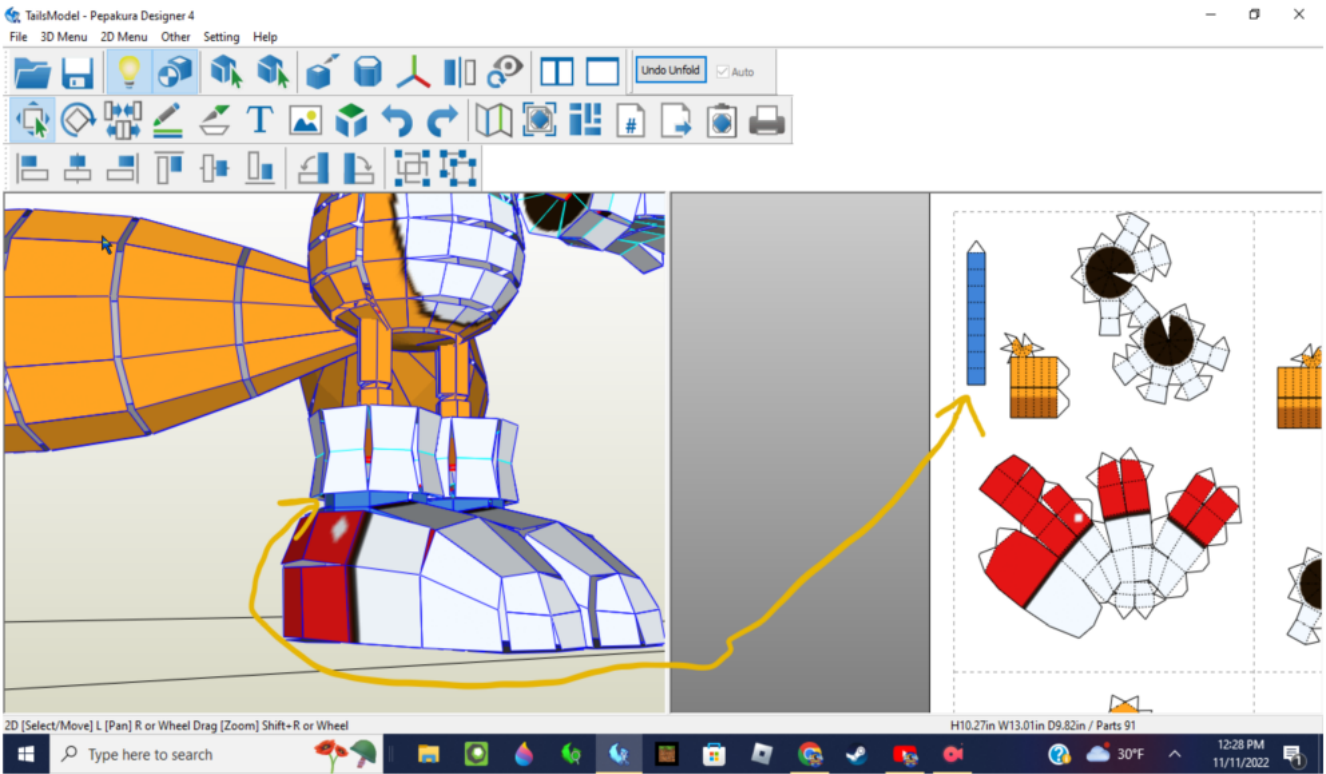 TailsModel - Pepakura Designer 4
File 3D Menu 2D Menu Other Setting Help
Undo Unfold Auto
T #
2D [Select/Move] L [Pan] R or Wheel Drag [Zoom] Shift+R or Wheel
H10.27in W13.01in D9.82in / Parts 91
Type here to search
30°F
12:28 PM
11/11/2022
1